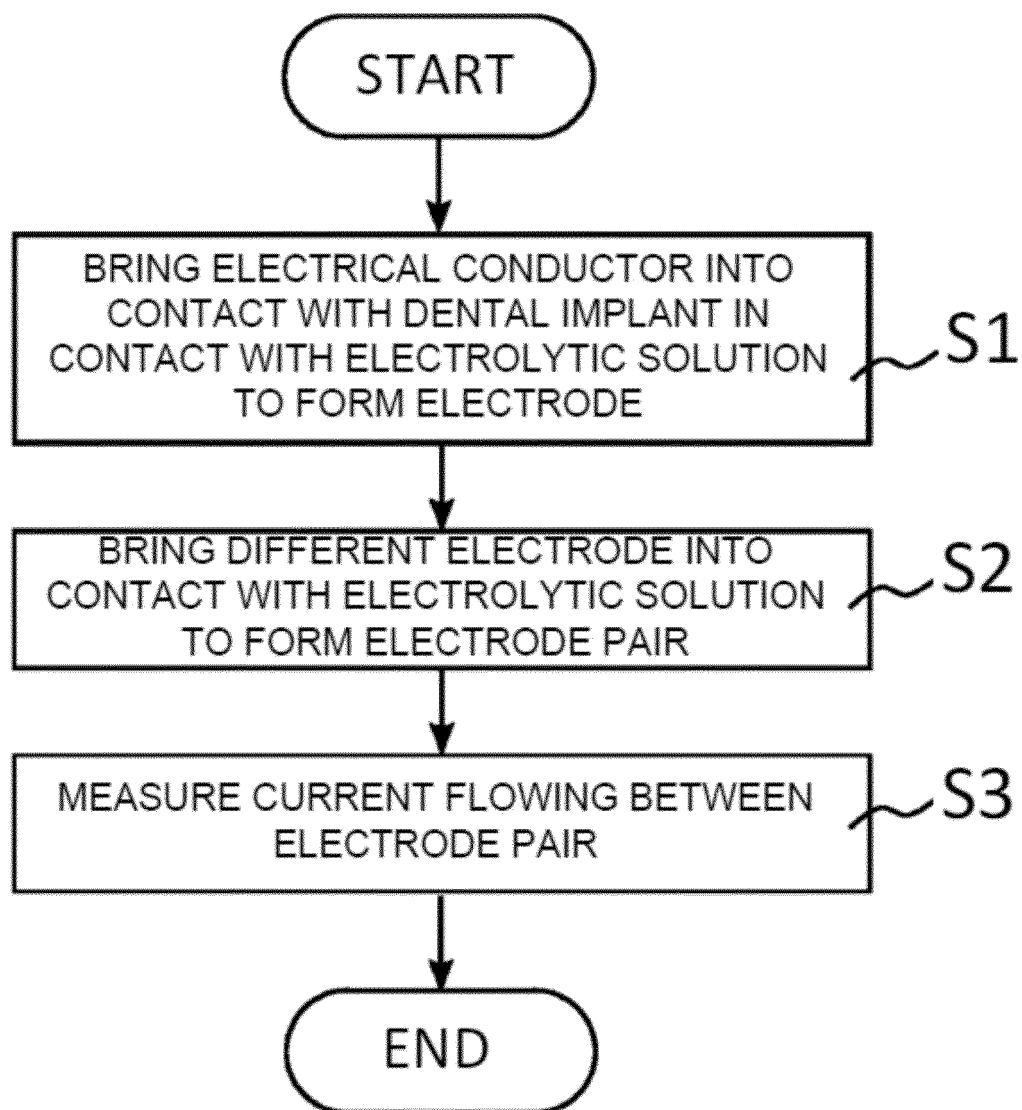 START
BRING ELECTRICAL CONDUCTOR INTO
CONTACT WITH DENTAL IMPLANT IN
CONTACT WITH ELECTROLYTIC SOLUTION
TO FORM ELECTRODE
S1
BRING DIFFERENT ELECTRODE INTO
CONTACT WITH ELECTROLYTIC SOLUTION
TO FORM ELECTRODE PAIR
S2
MEASURE CURRENT FLOWING BETWEEN
ELECTRODE PAIR
S3
END